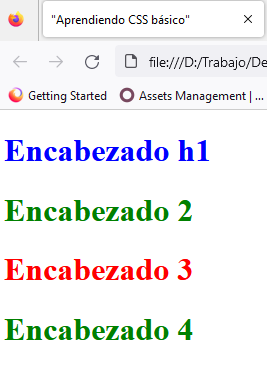 "Aprendiendo CSS básico"
file:///D:/Trabajo/De
Getting Started
Assets Management |...
Encabezado h1
Encabezado 2
Encabezado 3
Encabezado 4